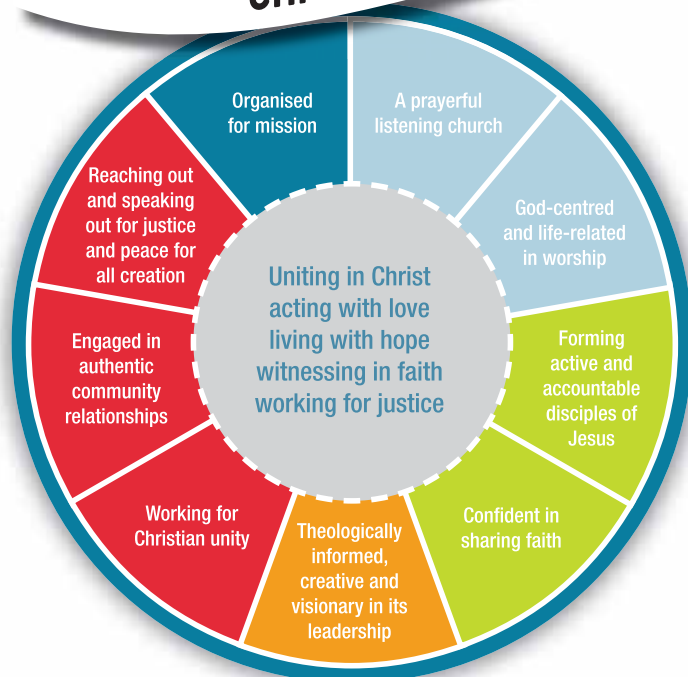 Organised
for mission
A prayerful
listening church
God-centred
and life-related
in worship
Forming
active and
accountable
disciples of
Jesus
Confident in
sharing faith
Theologically
informed,
creative and
visionary in its
leadership
Working for
Christian unity
Engaged in
authentic
community
relationships
Reaching out
and speaking
out for justice
and peace for
all creation
Uniting in Christ
acting with love
living with hope
witnessing in faith
working for justice